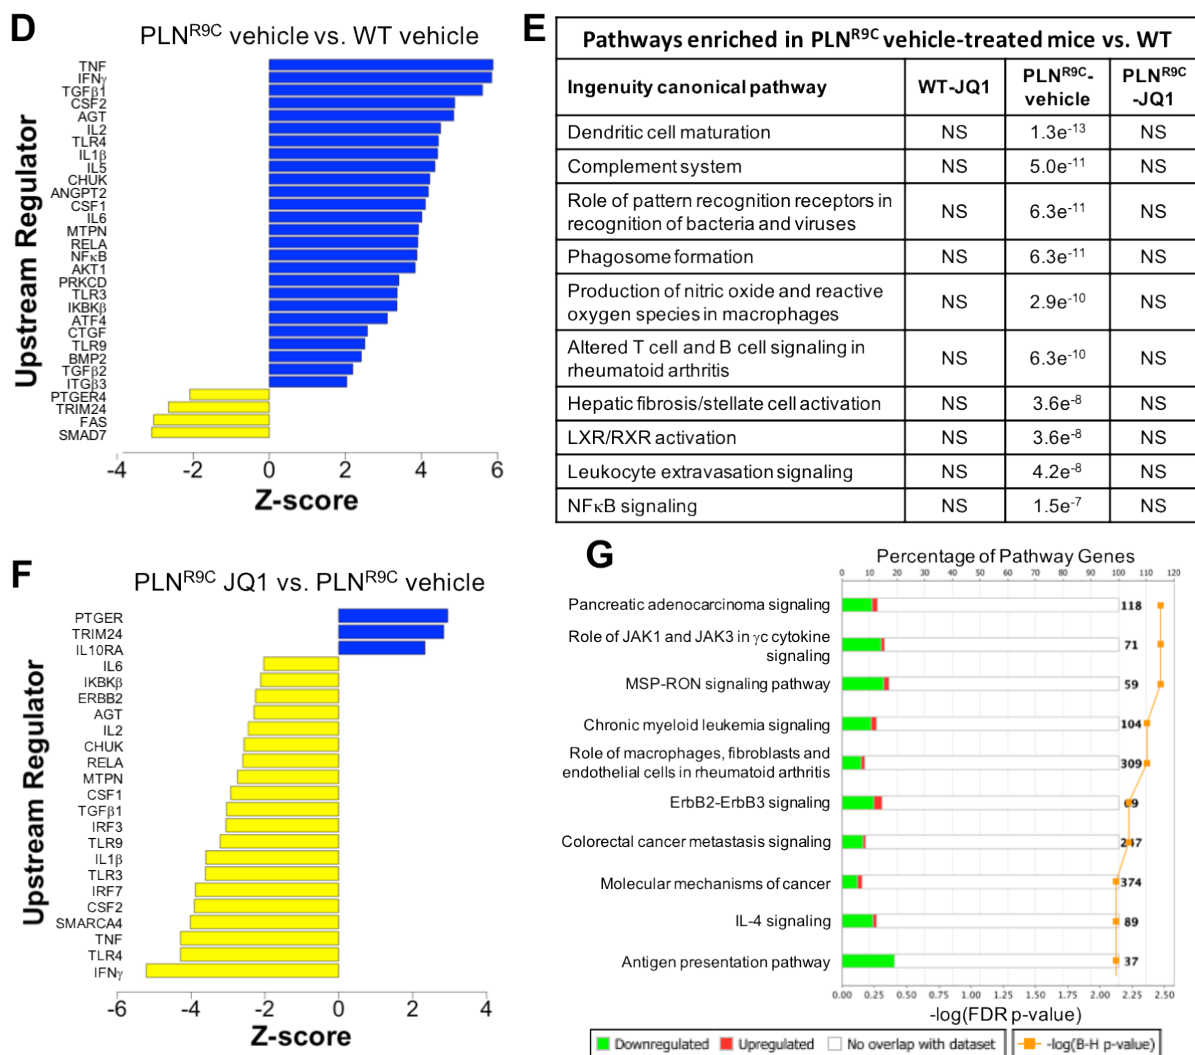 D
PLN^R9C vehicle vs. WT vehicle
Upstream Regulator
TNF
IFNγ
TGFβ1
CSF2
AGT
IL2
TLR4
IL1β
IL5
CHUK
ANGPT2
CSF1
IL6
MTPN
RELA
NFκB
AKT1
PRKCD
TLR3
IKBKβ
ATF4
CTGF
TLR9
BMP2
TGFβ2
ITGβ3
PTGER4
TRIM24
FAS
SMAD7
-4 -2 0 2 4 6
Z-score
E
Pathways enriched in PLN^R9C vehicle-treated mice vs. WT
Ingenuity canonical pathway WT-JQ1 PLN^R9C- vehicle PLN^R9C -JQ1
Dendritic cell maturation NS 1.3e^-13 NS
Complement system NS 5.0e^-11 NS
Role of pattern recognition receptors in
recognition of bacteria and viruses NS 6.3e^-11 NS
Phagosome formation NS 6.3e^-11 NS
Production of nitric oxide and reactive
oxygen species in macrophages NS 2.9e^-10 NS
Altered T cell and B cell signaling in
rheumatoid arthritis NS 6.3e^-10 NS
Hepatic fibrosis/stellate cell activation NS 3.6e^-8 NS
LXR/RXR activation NS 3.6e^-8 NS
Leukocyte extravasation signaling NS 4.2e^-8 NS
NFκB signaling NS 1.5e^-7 NS
F
PLN^R9C JQ1 vs. PLN^R9C vehicle
Upstream Regulator
PTGER
TRIM24
IL10RA
IL6
IKBKβ
ERBB2
AGT
IL2
CHUK
RELA
MTPN
CSF1
TGFβ1
IRF3
TLR9
IL1β
TLR3
IRF7
CSF2
SMARCA4
TNF
TLR4
IFNγ
-6 -4 -2 0 2 4
Z-score
G
Percentage of Pathway Genes
0 10 20 30 40 50 60 70 80 90 100 110 120
Pancreatic adenocarcinoma signaling 118
Role of JAK1 and JAK3 in γc cytokine
signaling 71
MSP-RON signaling pathway 59
Chronic myeloid leukemia signaling 104
Role of macrophages, fibroblasts and
endothelial cells in rheumatoid arthritis 309
ErbB2-ErbB3 signaling 69
Colorectal cancer metastasis signaling 247
Molecular mechanisms of cancer 374
IL-4 signaling 89
Antigen presentation pathway 37
0.00 0.25 0.50 0.75 1.00 1.25 1.50 1.75 2.00 2.25 2.50
-log(FDR p-value)
Downregulated Upregulated No overlap with dataset -log(B-H p-value)